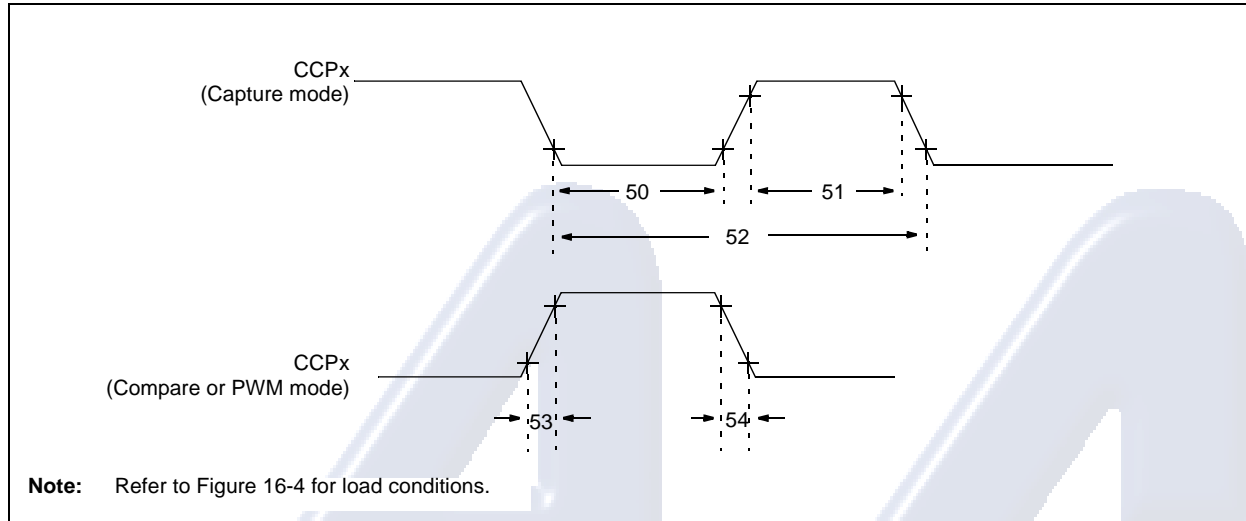 CCPx
(Capture mode)
50
51
52
CCPx
(Compare or PWM mode)
53
54
Note: Refer to Figure 16-4 for load conditions.